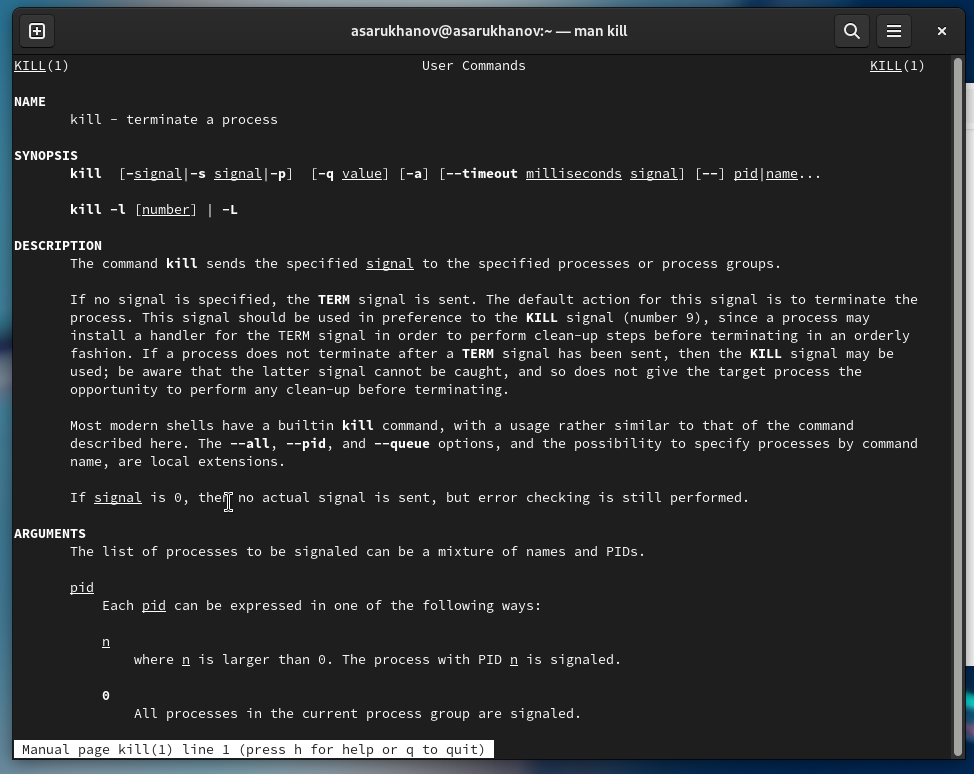 asarukhanov@asarukhanov:~ — man kill
KILL(1) User Commands KILL(1)
NAME
kill - terminate a process
SYNOPSIS
kill [-signal|-s signal|-p] [-q value] [-a] [--timeout milliseconds signal] [--] pid|name...
kill -l [number] | -L
DESCRIPTION
The command kill sends the specified signal to the specified processes or process groups.
If no signal is specified, the TERM signal is sent. The default action for this signal is to terminate the
process. This signal should be used in preference to the KILL signal (number 9), since a process may
install a handler for the TERM signal in order to perform clean-up steps before terminating in an orderly
fashion. If a process does not terminate after a TERM signal has been sent, then the KILL signal may be
used; be aware that the latter signal cannot be caught, and so does not give the target process the
opportunity to perform any clean-up before terminating.
Most modern shells have a builtin kill command, with a usage rather similar to that of the command
described here. The --all, --pid, and --queue options, and the possibility to specify processes by command
name, are local extensions.
If signal is 0, then no actual signal is sent, but error checking is still performed.
ARGUMENTS
The list of processes to be signaled can be a mixture of names and PIDs.
pid
Each pid can be expressed in one of the following ways:
n
where n is larger than 0. The process with PID n is signaled.
0
All processes in the current process group are signaled.
Manual page kill(1) line 1 (press h for help or q to quit)